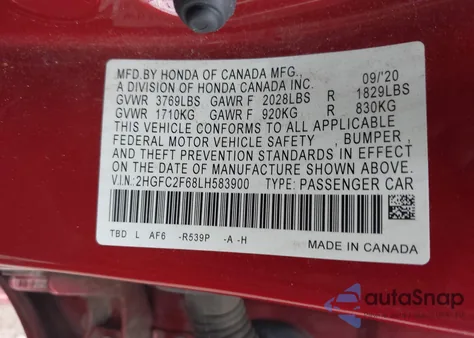 MFD.BY HONDA OF CANADA MFG., 09/'20
A DIVISION OF HONDA CANADA INC.
GVWR 3769LBS GAWR F 2028LBS R 1829LBS
GVWR 1710KG GAWR F 920KG R 830KG
THIS VEHICLE CONFORMS TO ALL APPLICABLE
FEDERAL MOTOR VEHICLE SAFETY , BUMPER ,
AND THEFT PREVENTION STANDARDS IN EFFECT
ON THE DATE OF MANUFACTURE SHOWN ABOVE.
V.I.N:2HGFC2F68LH583900 TYPE: PASSENGER CAR
TBD L AF6 -R539P -A -H
MADE IN CANADA
autoSnap